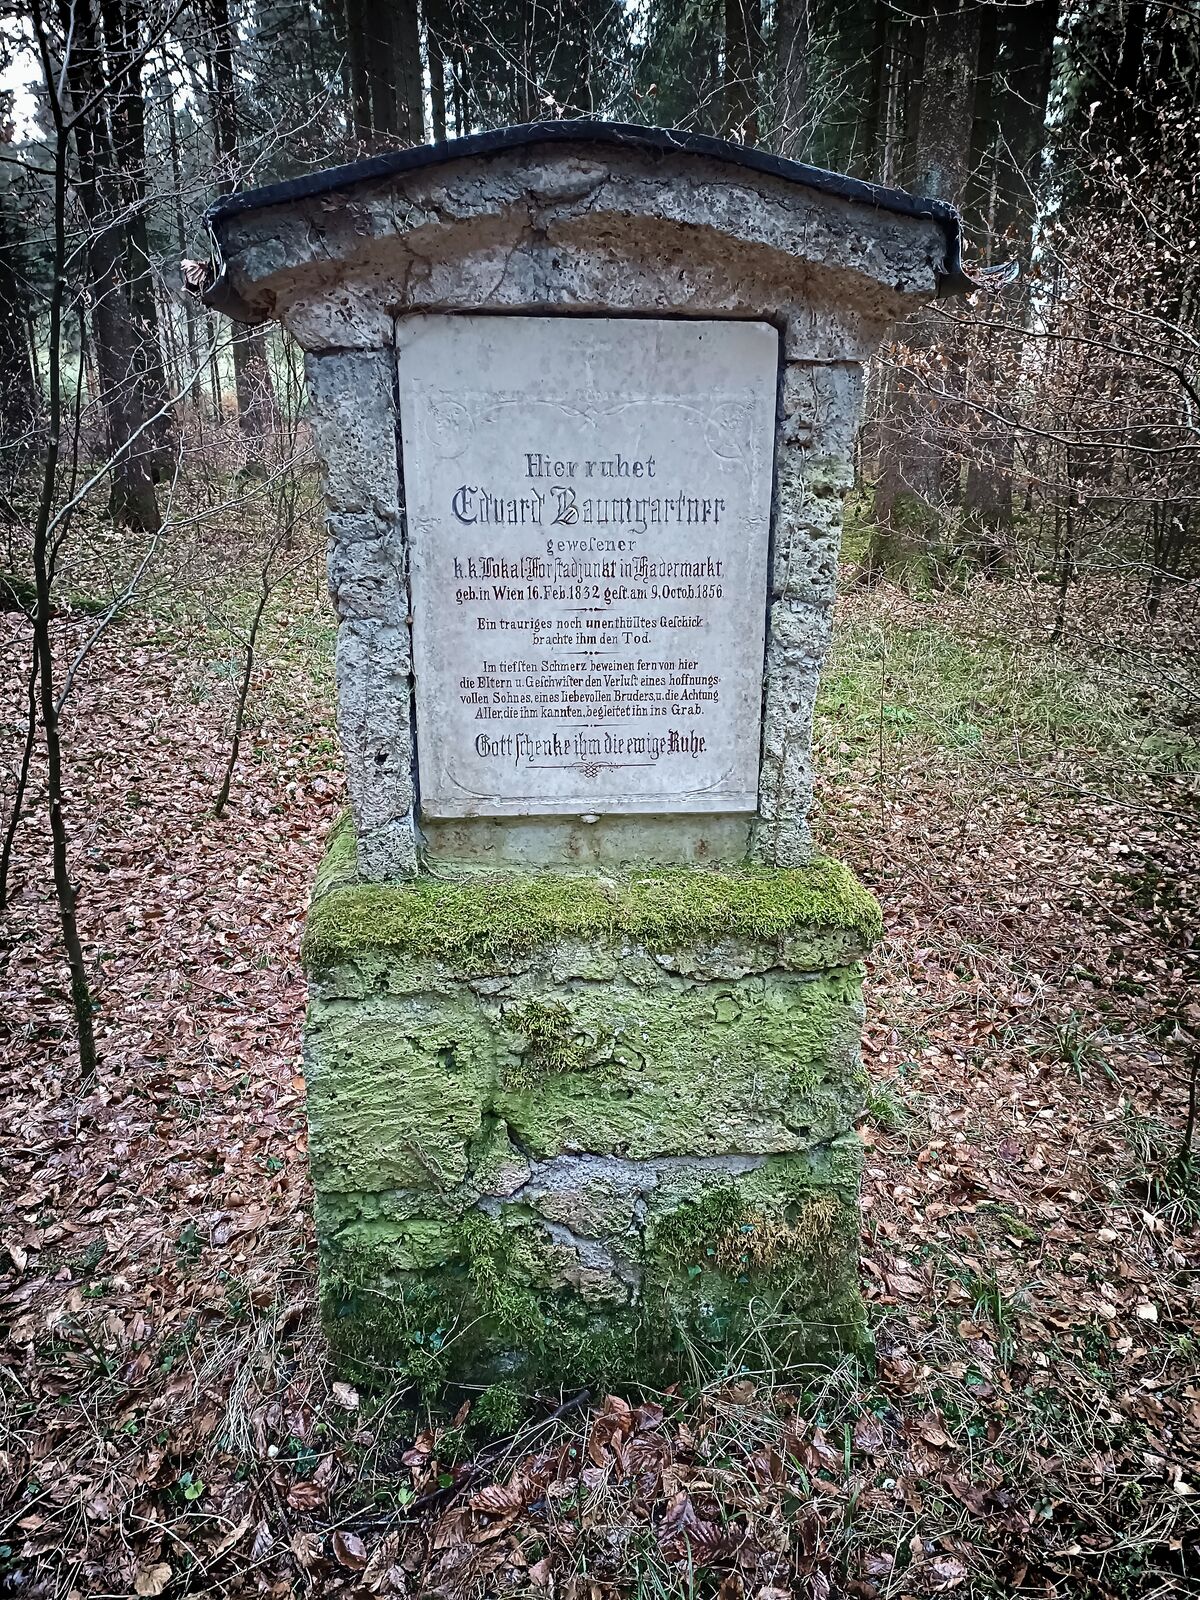 Hier ruhet
Eduard Baumgartner
geweſener
k.k. Lokal-Forſtadjunkt in Hadermarkt
geb. in Wien 16. Feb. 1832 geſt. am 9. Octob. 1856.
Ein trauriges noch unenthülltes Geſchick
brachte ihm den Tod.
Im tiefſten Schmerz beweinen fern von hier
die Eltern u. Geſchwiſter den Verluſt eines hoffnungs-
vollen Sohnes, eines liebevollen Bruders, u. die Achtung
Aller, die ihm kannten, begleitet ihn ins Grab.
Gott ſchenke ihm die ewige Ruhe.